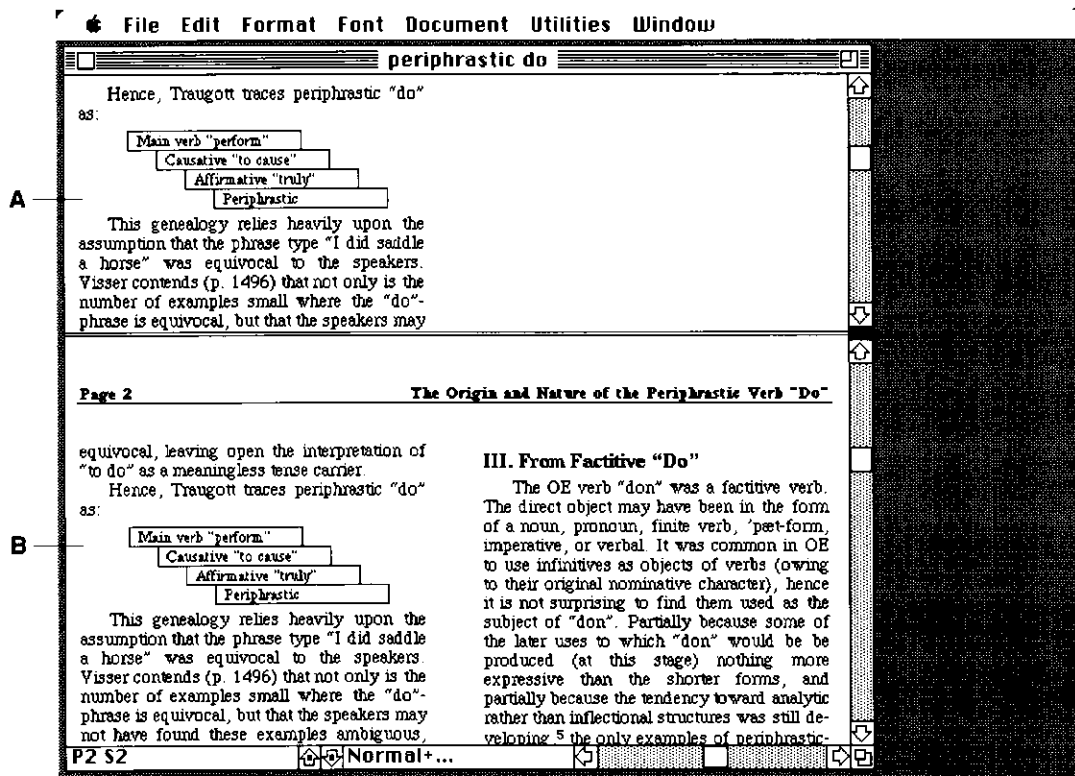 File Edit Format Font Document Utilities Window
periphrastic do
Hence, Traugott traces periphrastic "do"
as:
Main verb "perform"
Causative "to cause"
Affirmative "truly"
Periphrastic
A
This genealogy relies heavily upon the
assumption that the phrase type "I did saddle
a horse" was equivocal to the speakers.
Visser contends (p. 1496) that not only is the
number of examples small where the "do"-
phrase is equivocal, but that the speakers may
Page 2 The Origin and Nature of the Periphrastic Verb "Do"
equivocal, leaving open the interpretation of
"to do" as a meaningless tense carrier.
Hence, Traugott traces periphrastic "do"
as:
B
Main verb "perform"
Causative "to cause"
Affirmative "truly"
Periphrastic
This genealogy relies heavily upon the
assumption that the phrase type "I did saddle
a horse" was equivocal to the speakers.
Visser contends (p. 1496) that not only is the
number of examples small where the "do"-
phrase is equivocal, but that the speakers may
not have found these examples ambiguous,
III. From Factitive "Do"
The OE verb "don" was a factitive verb.
The direct object may have been in the form
of a noun, pronoun, finite verb, 'pæt-form,
imperative, or verbal. It was common in OE
to use infinitives as objects of verbs (owing
to their original nominative character), hence
it is not surprising to find them used as the
subject of "don". Partially because some of
the later uses to which "don" would be be
produced (at this stage) nothing more
expressive than the shorter forms, and
partially because the tendency toward analytic
rather than inflectional structures was still de-
veloping 5 the only examples of periphrastic-
P2 S2 Normal+...